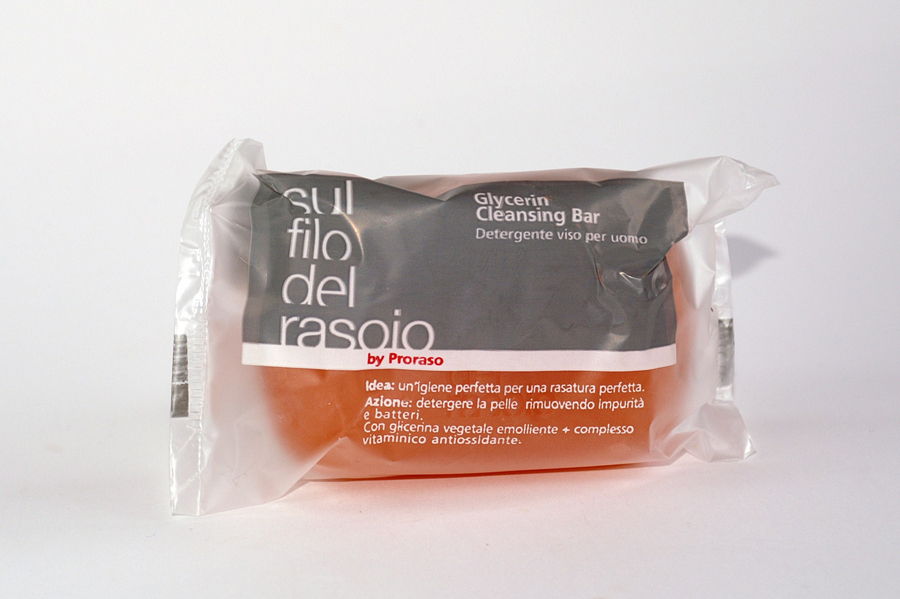 sul
filo
del
rasoio
by Proraso
Glycerin
Cleansing Bar
Detergente viso per uomo
Idea: un'igiene perfetta per una rasatura perfetta.
Azione: detergere la pelle rimuovendo impurità
e batteri.
Con glicerina vegetale emolliente + complesso
vitaminico antiossidante.